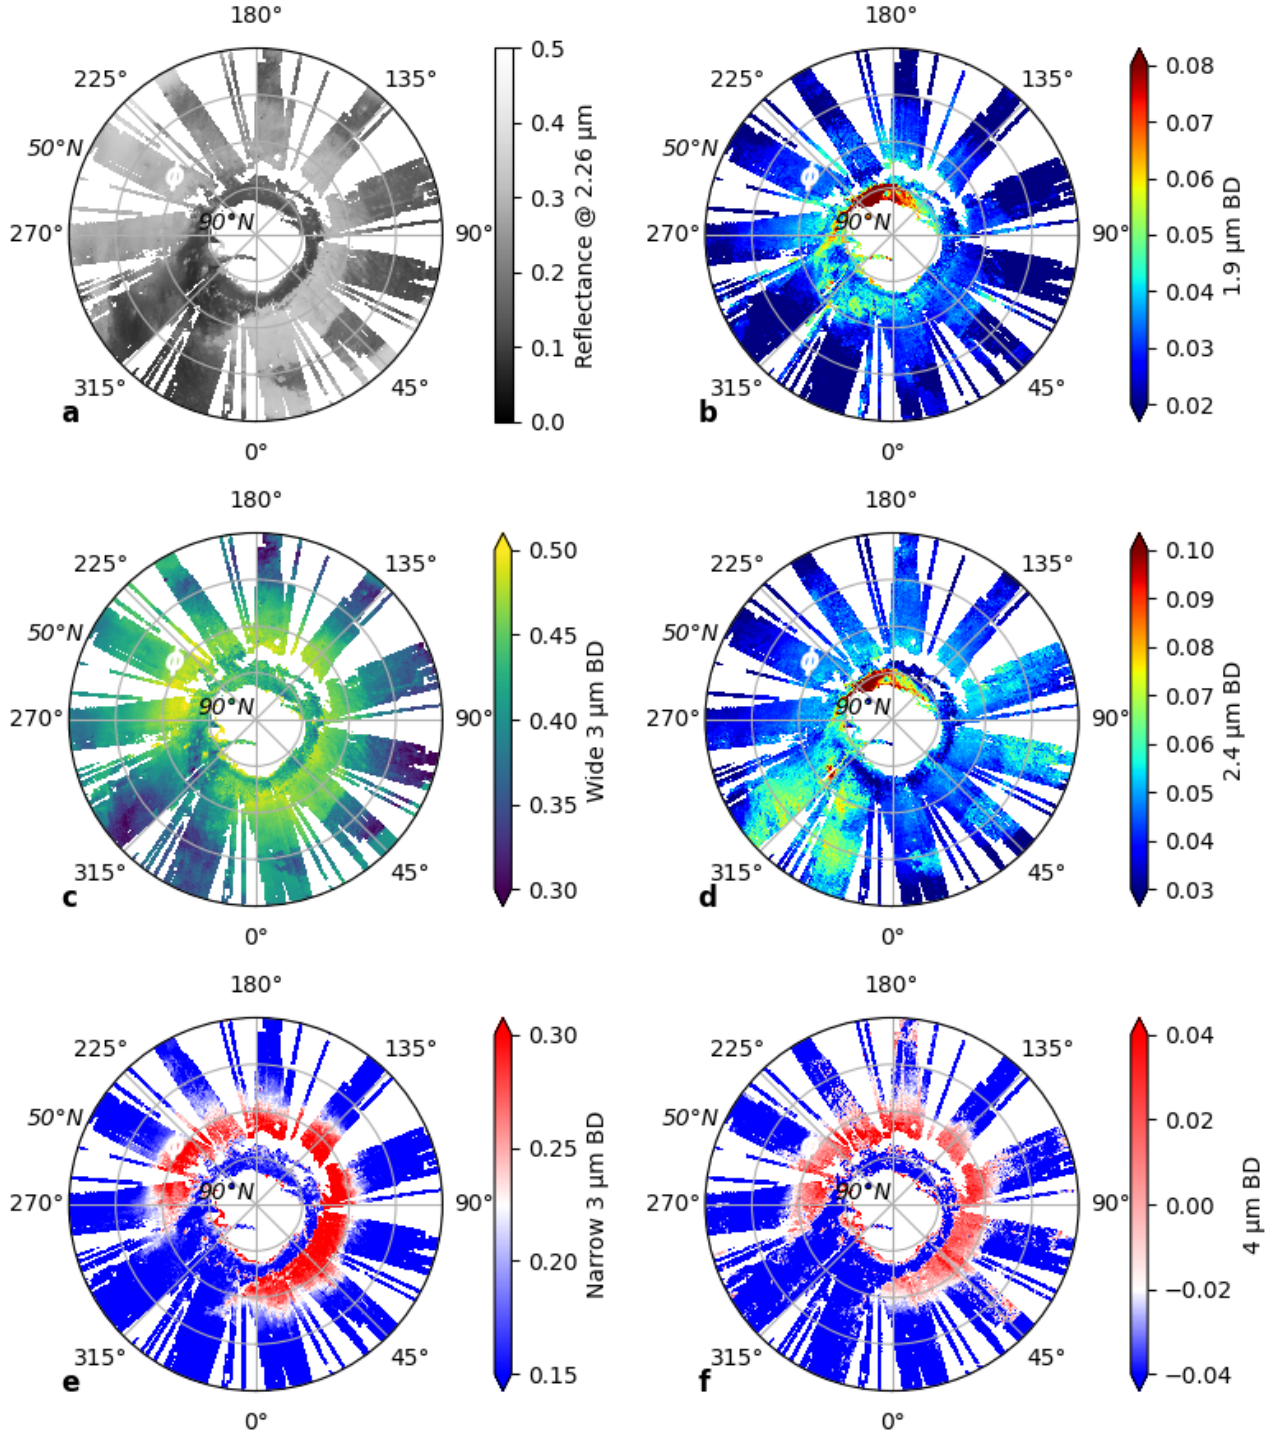 180° 180°
225° 135° 225° 135°
50°N 50°N
90°N 90°N
270° 90° 270° 90°
315° 45° 315° 45°
a b
0° 0°
0.5 0.4 0.3 0.2 0.1 0.0
Reflectance @ 2.26 µm
0.08 0.07 0.06 0.05 0.04 0.03 0.02
1.9 µm BD
180° 180°
225° 135° 225° 135°
50°N 50°N
90°N 90°N
270° 90° 270° 90°
315° 45° 315° 45°
c d
0° 0°
0.50 0.45 0.40 0.35 0.30
Wide 3 µm BD
0.10 0.09 0.08 0.07 0.06 0.05 0.04 0.03
2.4 µm BD
180° 180°
225° 135° 225° 135°
50°N 50°N
90°N 90°N
270° 90° 270° 90°
315° 45° 315° 45°
e f
0° 0°
0.30 0.25 0.20 0.15
Narrow 3 µm BD
0.04 0.02 0.00 −0.02 −0.04
4 µm BD